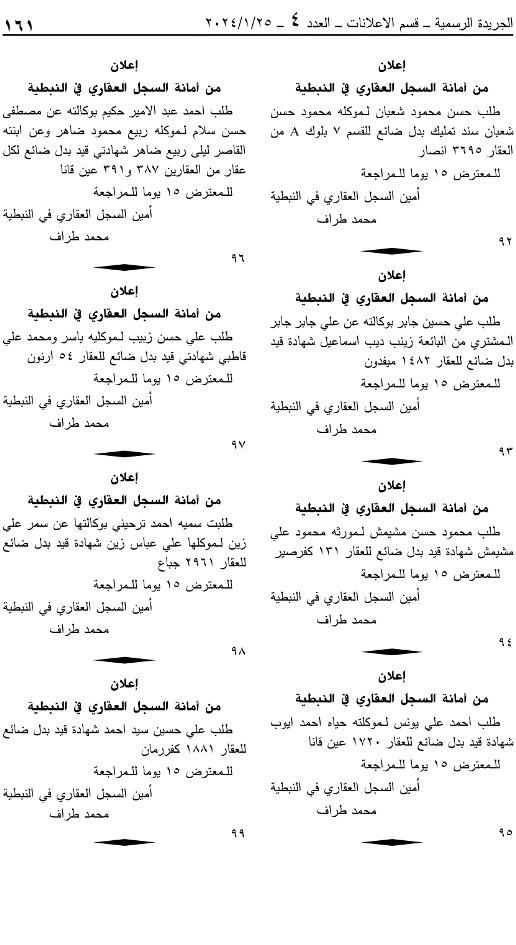 الجريدة الرسمية ــ قسم الاعلانات ــ العدد ٤ ــ ٢٠٢٤/١/٢٥
١٦١
إعلان
من أمانة السجل العقاري في النبطية
طلب حسن محمود شعبان لموكله محمود حسن
شعبان سند تمليك بدل ضائع للقسم ٧ بلوك A من
العقار ٣٦٩٥ انصار
للمعترض ١٥ يوما للمراجعة
أمين السجل العقاري في النبطية
محمد طراف
٩٢
إعلان
من أمانة السجل العقاري في النبطية
طلب علي حسين جابر بوكالته عن علي جابر جابر
المشتري من البائعة زينب ديب اسماعيل شهادة قيد
بدل ضائع للعقار ١٤٨٢ ميفدون
للمعترض ١٥ يوما للمراجعة
أمين السجل العقاري في النبطية
محمد طراف
٩٣
إعلان
من أمانة السجل العقاري في النبطية
طلب محمود حسن مشيمش لمورثه محمود علي
مشيمش شهادة قيد بدل ضائع للعقار ١٣١ كفرصير
للمعترض ١٥ يوما للمراجعة
أمين السجل العقاري في النبطية
محمد طراف
٩٤
إعلان
من أمانة السجل العقاري في النبطية
طلب احمد علي يونس لموكلته حياه احمد ايوب
شهادة قيد بدل ضائع للعقار ١٧٢٠ عين قانا
للمعترض ١٥ يوما للمراجعة
أمين السجل العقاري في النبطية
محمد طراف
٩٥
إعلان
من أمانة السجل العقاري في النبطية
طلب احمد عبد الامير حكيم بوكالته عن مصطفى
حسن سلام لموكله ربيع محمود ضاهر وعن ابنته
القاصر ليلى ربيع ضاهر شهادتي قيد بدل ضائع لكل
عقار من العقارين ٣٨٧ و٣٩١ عين قانا
للمعترض ١٥ يوما للمراجعة
أمين السجل العقاري في النبطية
محمد طراف
٩٦
إعلان
من أمانة السجل العقاري في النبطية
طلب علي حسن زبيب لموكليه ياسر ومحمد علي
قاطبي شهادتي قيد بدل ضائع للعقار ٥٤ ارنون
للمعترض ١٥ يوما للمراجعة
أمين السجل العقاري في النبطية
محمد طراف
٩٧
إعلان
من أمانة السجل العقاري في النبطية
طلبت سميه احمد ترحيني بوكالتها عن سمر علي
زين لموكلها علي عباس زين شهادة قيد بدل ضائع
للعقار ٢٩٦١ جباع
للمعترض ١٥ يوما للمراجعة
أمين السجل العقاري في النبطية
محمد طراف
٩٨
إعلان
من أمانة السجل العقاري في النبطية
طلب علي حسين سيد احمد شهادة قيد بدل ضائع
للعقار ١٨٨١ كفررمان
للمعترض ١٥ يوما للمراجعة
أمين السجل العقاري في النبطية
محمد طراف
٩٩